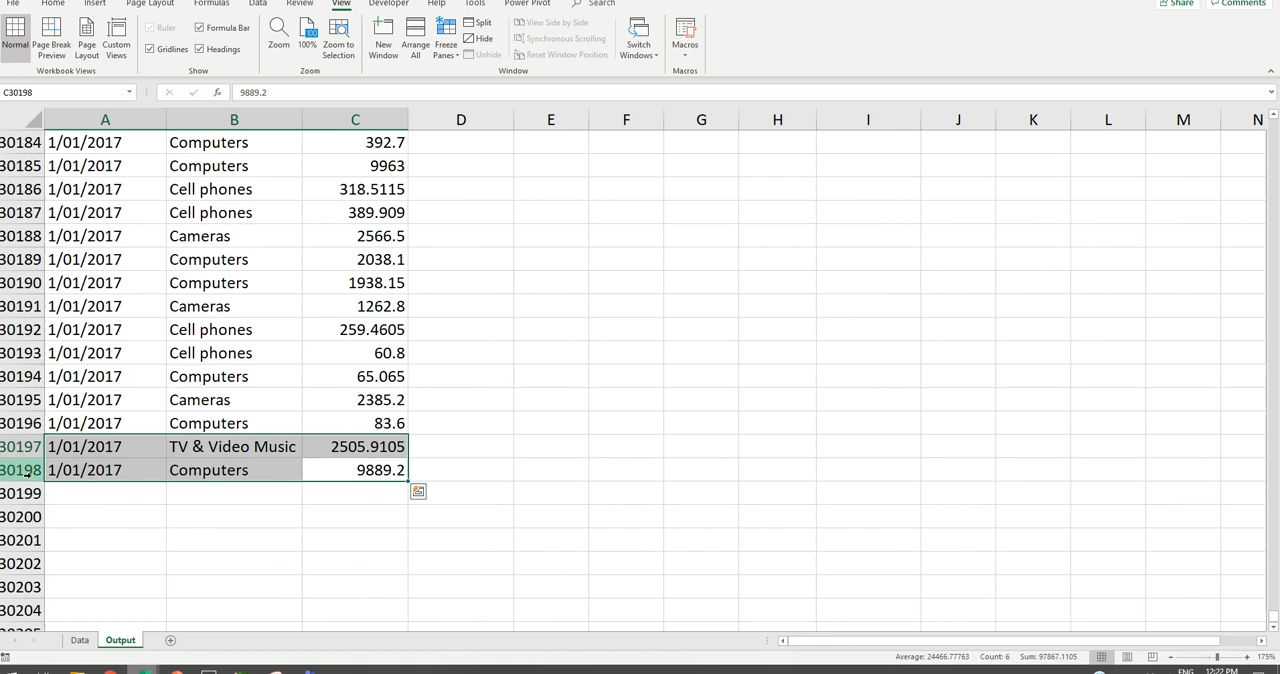 File Home Insert Page Layout Formulas Data Review View Developer Help Tools Power Pivot Search Share Comments
Normal Page Break Preview Page Layout Custom Views
Workbook Views
Ruler Formula Bar
Gridlines Headings
Show
Zoom 100% Zoom to Selection
Zoom
New Window Arrange All Freeze Panes
Split
Hide
Unhide
View Side by Side
Synchronous Scrolling
Reset Window Position
Window
Switch Windows
Macros
Macros
C30198 fx 9889.2
A B C D E F G H I J K L M N
30184 1/01/2017 Computers 392.7
30185 1/01/2017 Computers 9963
30186 1/01/2017 Cell phones 318.5115
30187 1/01/2017 Cell phones 389.909
30188 1/01/2017 Cameras 2566.5
30189 1/01/2017 Computers 2038.1
30190 1/01/2017 Computers 1938.15
30191 1/01/2017 Cameras 1262.8
30192 1/01/2017 Cell phones 259.4605
30193 1/01/2017 Cell phones 60.8
30194 1/01/2017 Computers 65.065
30195 1/01/2017 Cameras 2385.2
30196 1/01/2017 Computers 83.6
30197 1/01/2017 TV & Video Music 2505.9105
30198 1/01/2017 Computers 9889.2
30199
30200
30201
30202
30203
30204
Data Output
Average: 24466.77763 Count: 6 Sum: 97867.1105 175%
ENG 12:22 PM